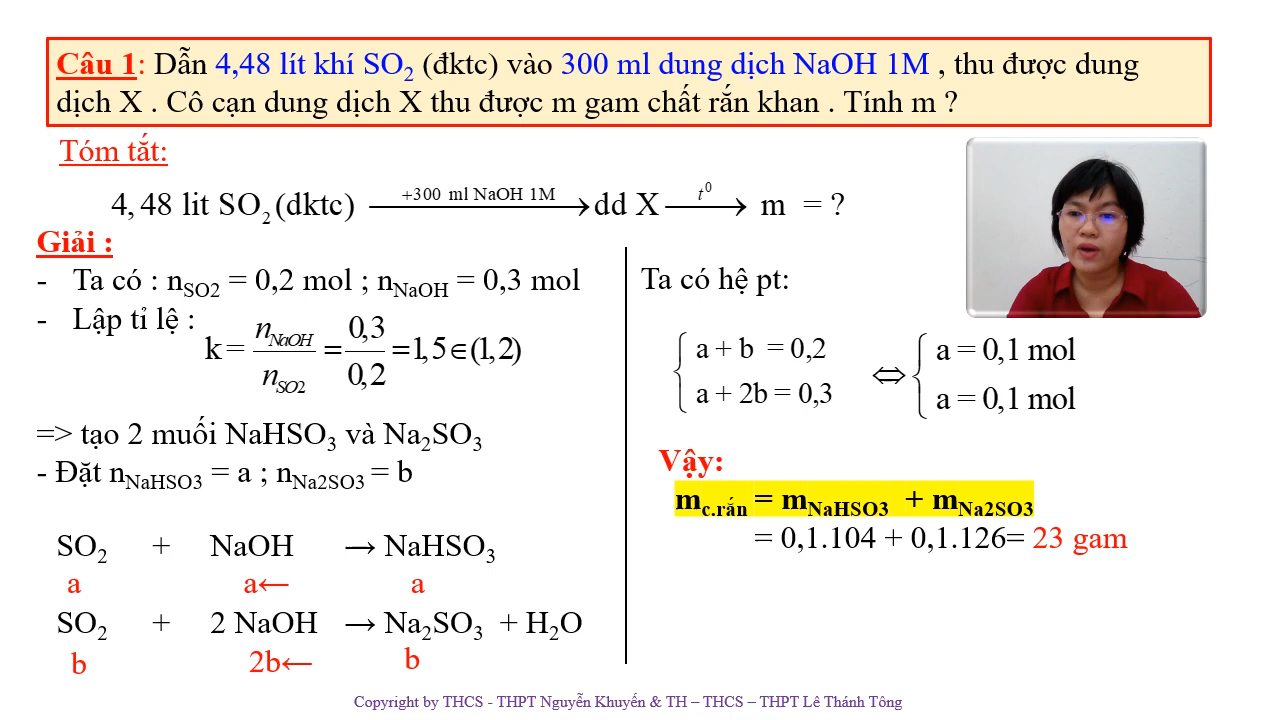 Câu 1: Dẫn 4,48 lít khí SO2 (đktc) vào 300 ml dung dịch NaOH 1M , thu được dung
dịch X . Cô cạn dung dịch X thu được m gam chất rắn khan . Tính m ?
Tóm tắt:
4, 48 lit SO2 (dktc) +300 ml NaOH 1M → dd X t⁰ → m = ?
Giải :
- Ta có : nSO2 = 0,2 mol ; nNaOH = 0,3 mol
- Lập tỉ lệ :
k = nNaOH / nSO2 = 0,3 / 0,2 = 1,5 ∈ (1,2)
=> tạo 2 muối NaHSO3 và Na2SO3
- Đặt nNaHSO3 = a ; nNa2SO3 = b
SO2 + NaOH → NaHSO3
a a← a
SO2 + 2 NaOH → Na2SO3 + H2O
b 2b← b
Ta có hệ pt:
a + b = 0,2 ⇔ a = 0,1 mol
a + 2b = 0,3 a = 0,1 mol
Vậy:
mc.rắn = mNaHSO3 + mNa2SO3
= 0,1.104 + 0,1.126= 23 gam
Copyright by THCS - THPT Nguyễn Khuyến & TH – THCS – THPT Lê Thánh Tông